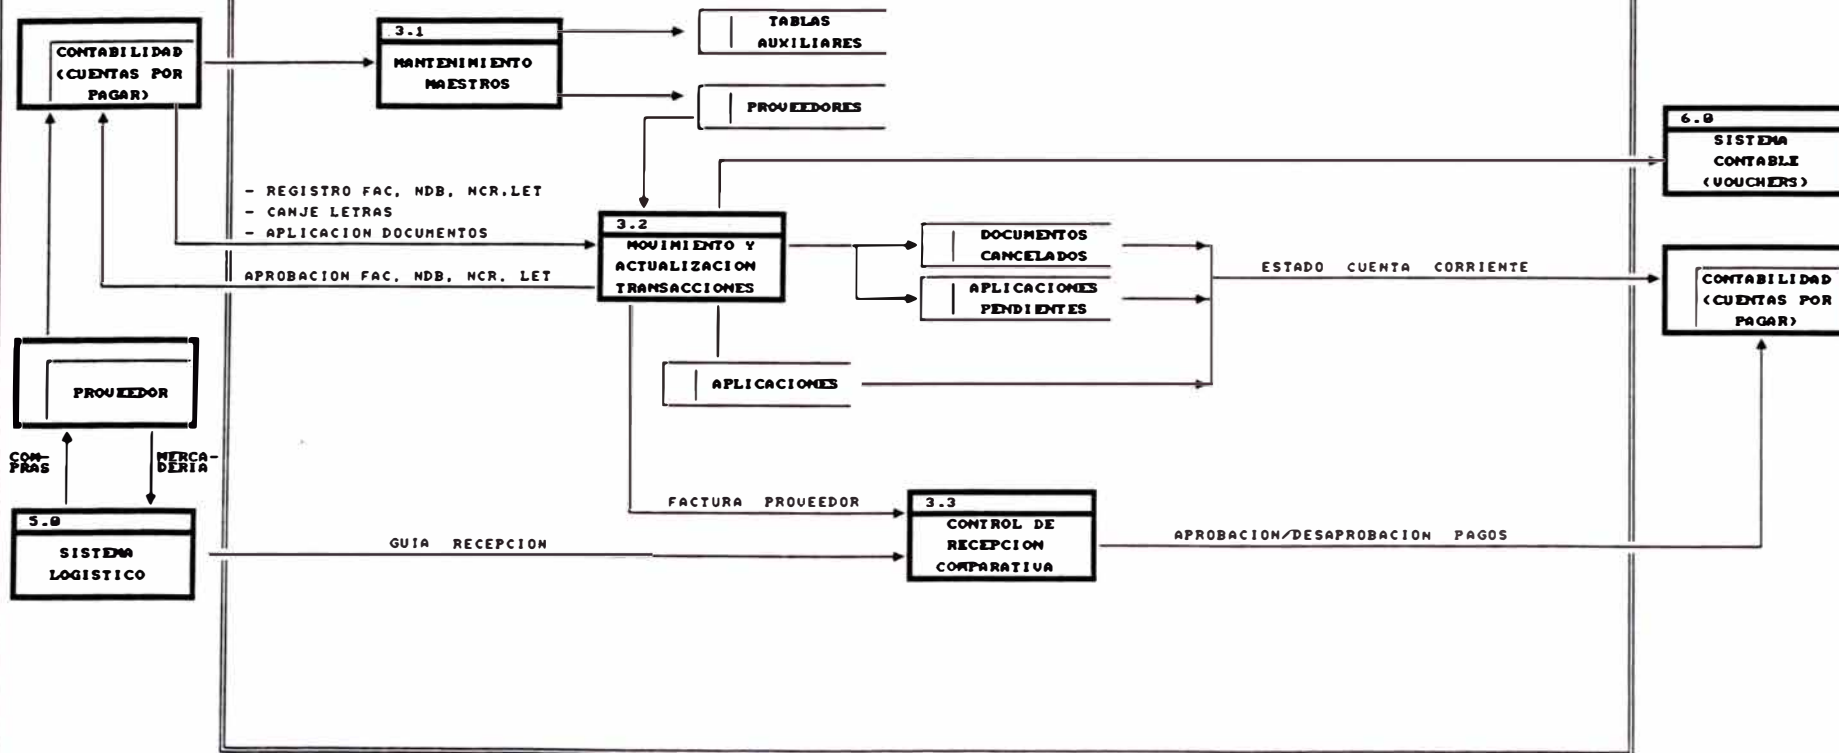 CONTABILIDAD
(CUENTAS POR
PAGAR)
3.1
MANTENIMIENTO
MAESTROS
TABLAS
AUXILIARES
PROVEEDORES
6.0
SISTEMA
CONTABLE
(VOUCHERS)
- REGISTRO FAC, NDB, NCR.LET
- CANJE LETRAS
- APLICACION DOCUMENTOS
APROBACION FAC, NDB, NCR, LET
3.2
MOVIMIENTO Y
ACTUALIZACION
TRANSACCIONES
DOCUMENTOS
CANCELADOS
APLICACIONES
PENDIENTES
ESTADO CUENTA CORRIENTE
CONTABILIDAD
(CUENTAS POR
PAGAR)
PROVEEDOR
APLICACIONES
COM-
PRAS
MERCA-
DERIA
5.0
SISTEMA
LOGISTICO
GUIA RECEPCION
FACTURA PROVEEDOR
3.3
CONTROL DE
RECEPCION
COMPARATIVA
APROBACION/DESAPROBACION PAGOS